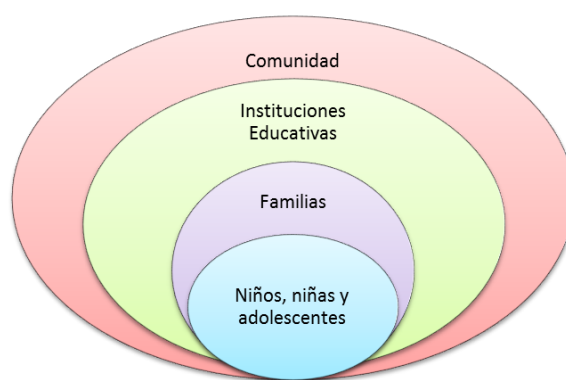 Comunidad
Instituciones
Educativas
Familias
Niños, niñas y
adolescentes